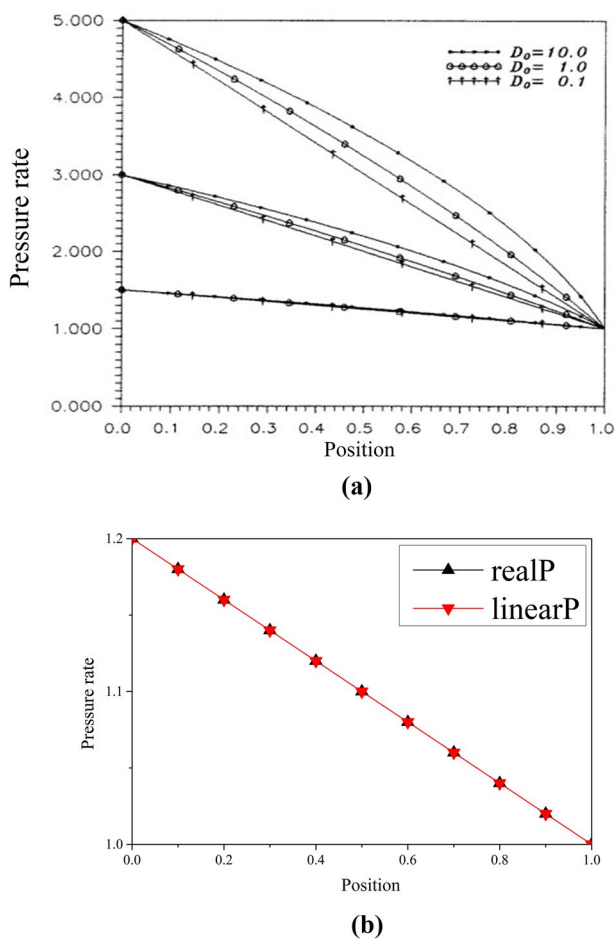 5.000
4.000
3.000
2.000
1.000
0.000
Pressure rate
D₀=10.0
D₀= 1.0
D₀= 0.1
0.0 0.1 0.2 0.3 0.4 0.5 0.6 0.7 0.8 0.9 1.0
Position
(a)
1.2
1.1
1.0
Pressure rate
realP
linearP
0.0 0.2 0.4 0.6 0.8 1.0
Position
(b)